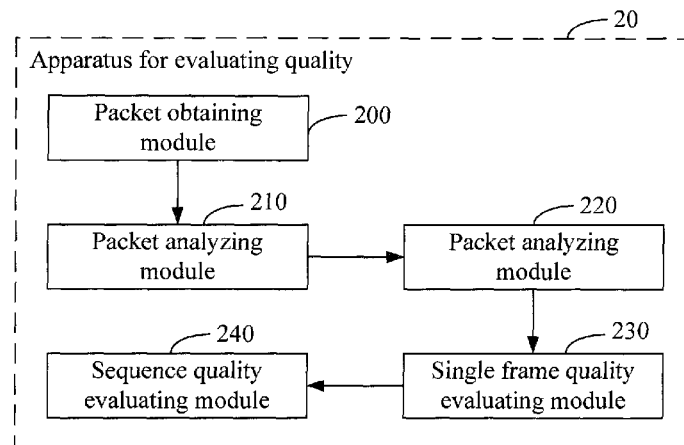 20
Apparatus for evaluating quality
Packet obtaining
module
200
210
Packet analyzing
module
220
Packet analyzing
module
240
Sequence quality
evaluating module
230
Single frame quality
evaluating module